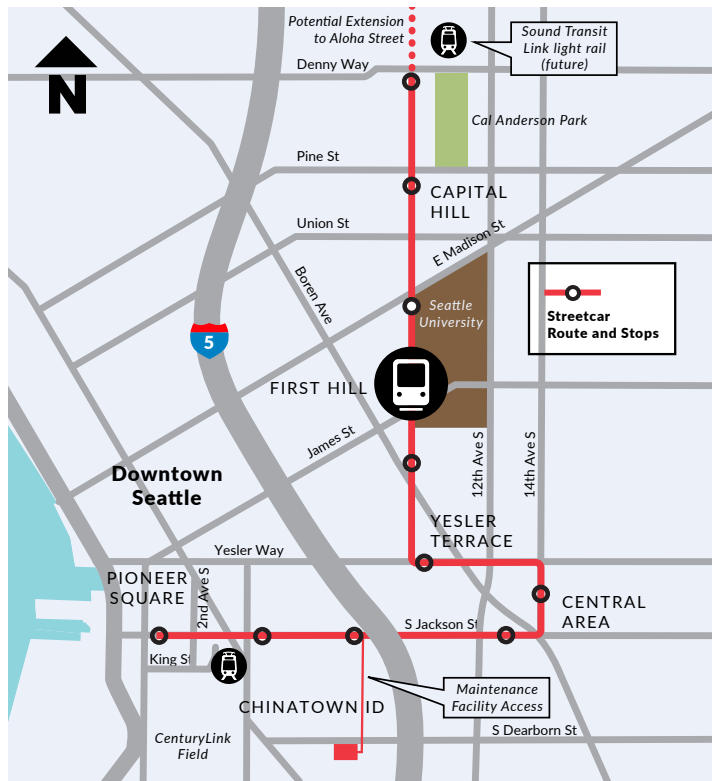 Potential Extension
to Aloha Street
Sound Transit
Link light rail
(future)
Denny Way
N
Cal Anderson Park
Pine St
CAPITAL
HILL
Union St
E Madison St
Boren Ave
Seattle
University
Streetcar
Route and Stops
5
FIRST HILL
James St
12th Ave S
14th Ave S
Downtown
Seattle
YESLER
TERRACE
Yesler Way
PIONEER
SQUARE
2nd Ave S
CENTRAL
AREA
S Jackson St
King St
Maintenance
Facility Access
CHINATOWN ID
S Dearborn St
CenturyLink
Field